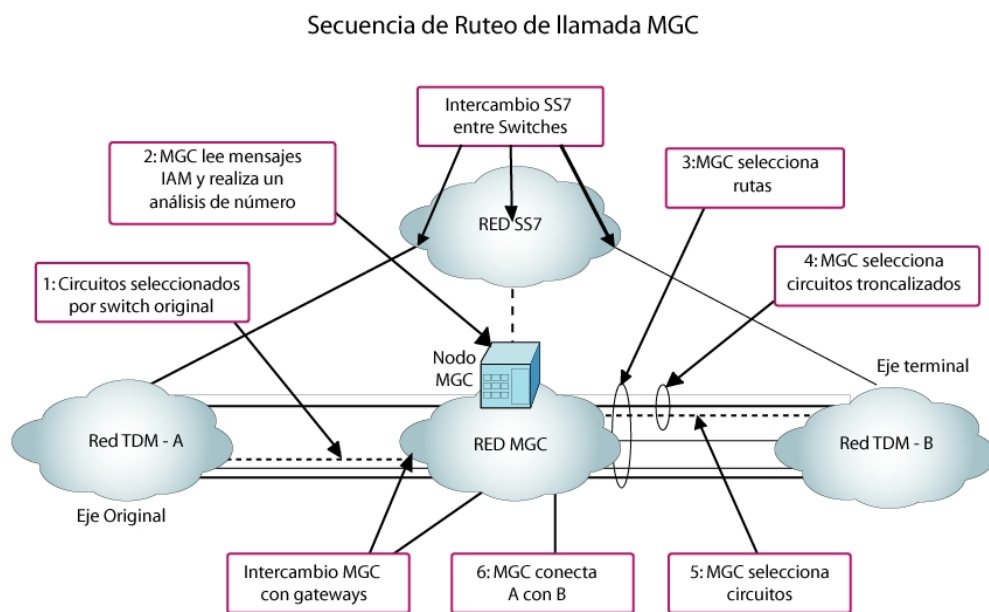 Secuencia de Ruteo de llamada MGC
Intercambio SS7
entre Switches
2: MGC lee mensajes
IAM y realiza un
análisis de número
3:MGC selecciona
rutas
RED SS7
4: MGC selecciona
circuitos troncalizados
1: Circuitos seleccionados
por switch original
Nodo
MGC
Eje terminal
Red TDM - A
RED MGC
Red TDM - B
Eje Original
Intercambio MGC
con gateways
6: MGC conecta
A con B
5: MGC selecciona
circuitos